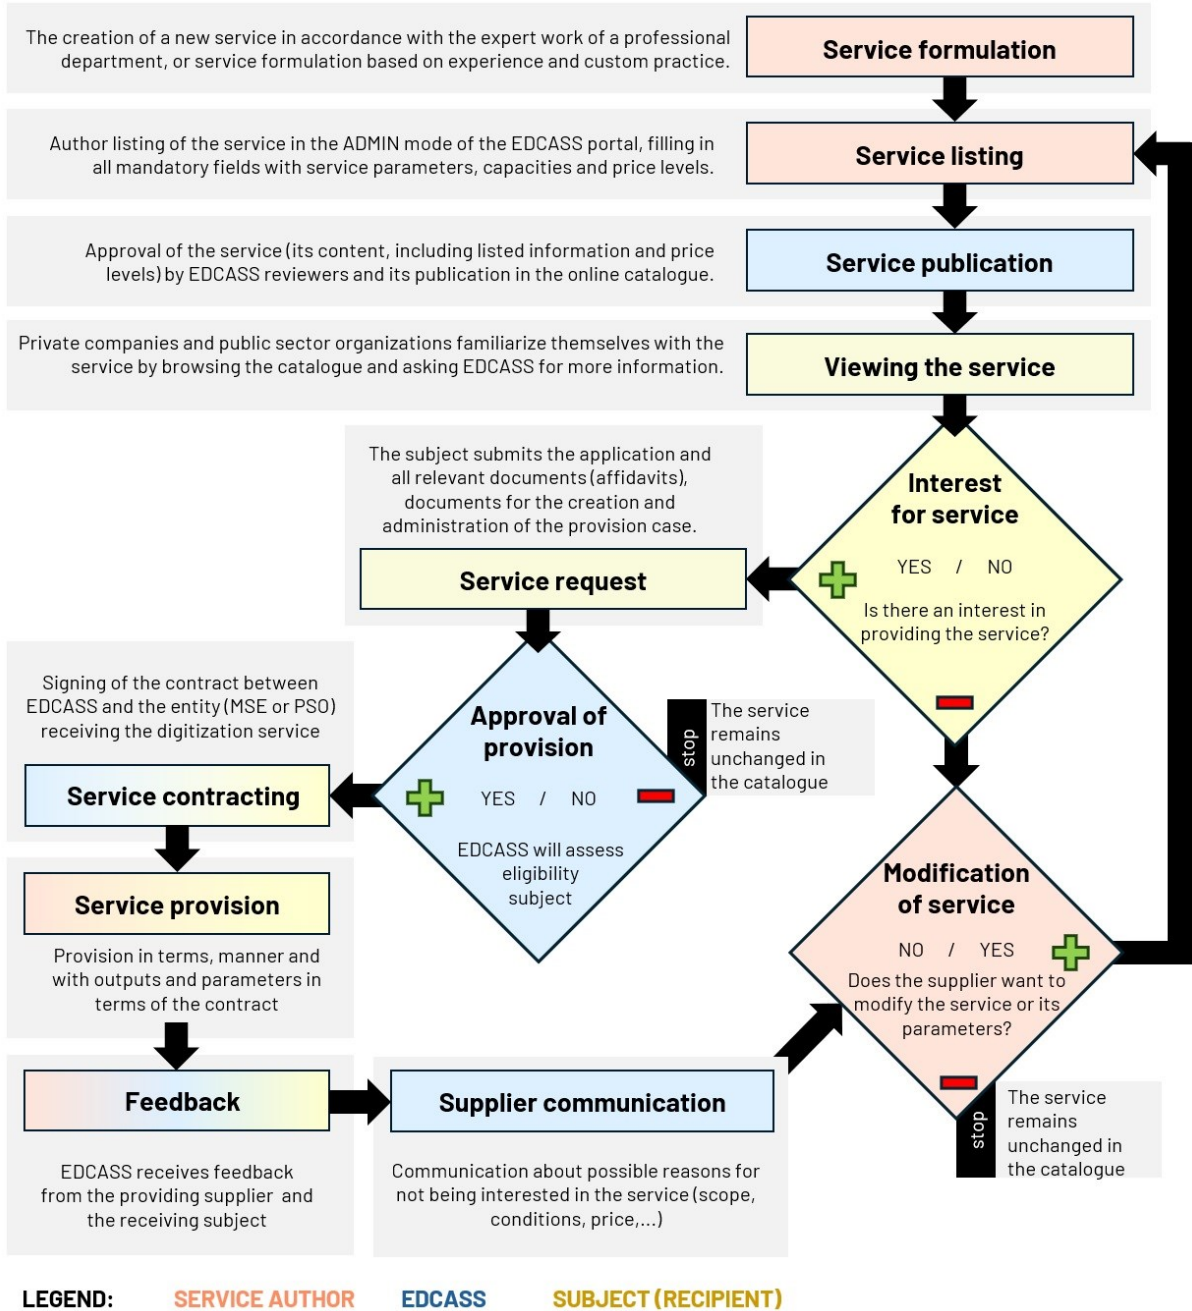 The creation of a new service in accordance with the expert work of a professional
department, or service formulation based on experience and custom practice.
Service formulation
Author listing of the service in the ADMIN mode of the EDCASS portal, filling in
all mandatory fields with service parameters, capacities and price levels.
Service listing
Approval of the service (its content, including listed information and price
levels) by EDCASS reviewers and its publication in the online catalogue.
Service publication
Private companies and public sector organizations familiarize themselves with the
service by browsing the catalogue and asking EDCASS for more information.
Viewing the service
Interest
for service
YES / NO
Is there an interest in
providing the service?
The subject submits the application and
all relevant documents (affidavits),
documents for the creation and
administration of the provision case.
Service request
Approval of
provision
YES / NO
EDCASS will assess
eligibility
subject
stop
The service
remains
unchanged in
the catalogue
Signing of the contract between
EDCASS and the entity (MSE or PSO)
receiving the digitization service
Service contracting
Service provision
Provision in terms, manner and
with outputs and parameters in
terms of the contract
Modification
of service
NO / YES
Does the supplier want to
modify the service or its
parameters?
stop
The service
remains
unchanged in
the catalogue
Feedback
EDCASS receives feedback
from the providing supplier and
the receiving subject
Supplier communication
Communication about possible reasons for
not being interested in the service (scope,
conditions, price,...)
LEGEND: SERVICE AUTHOR EDCASS SUBJECT (RECIPIENT)